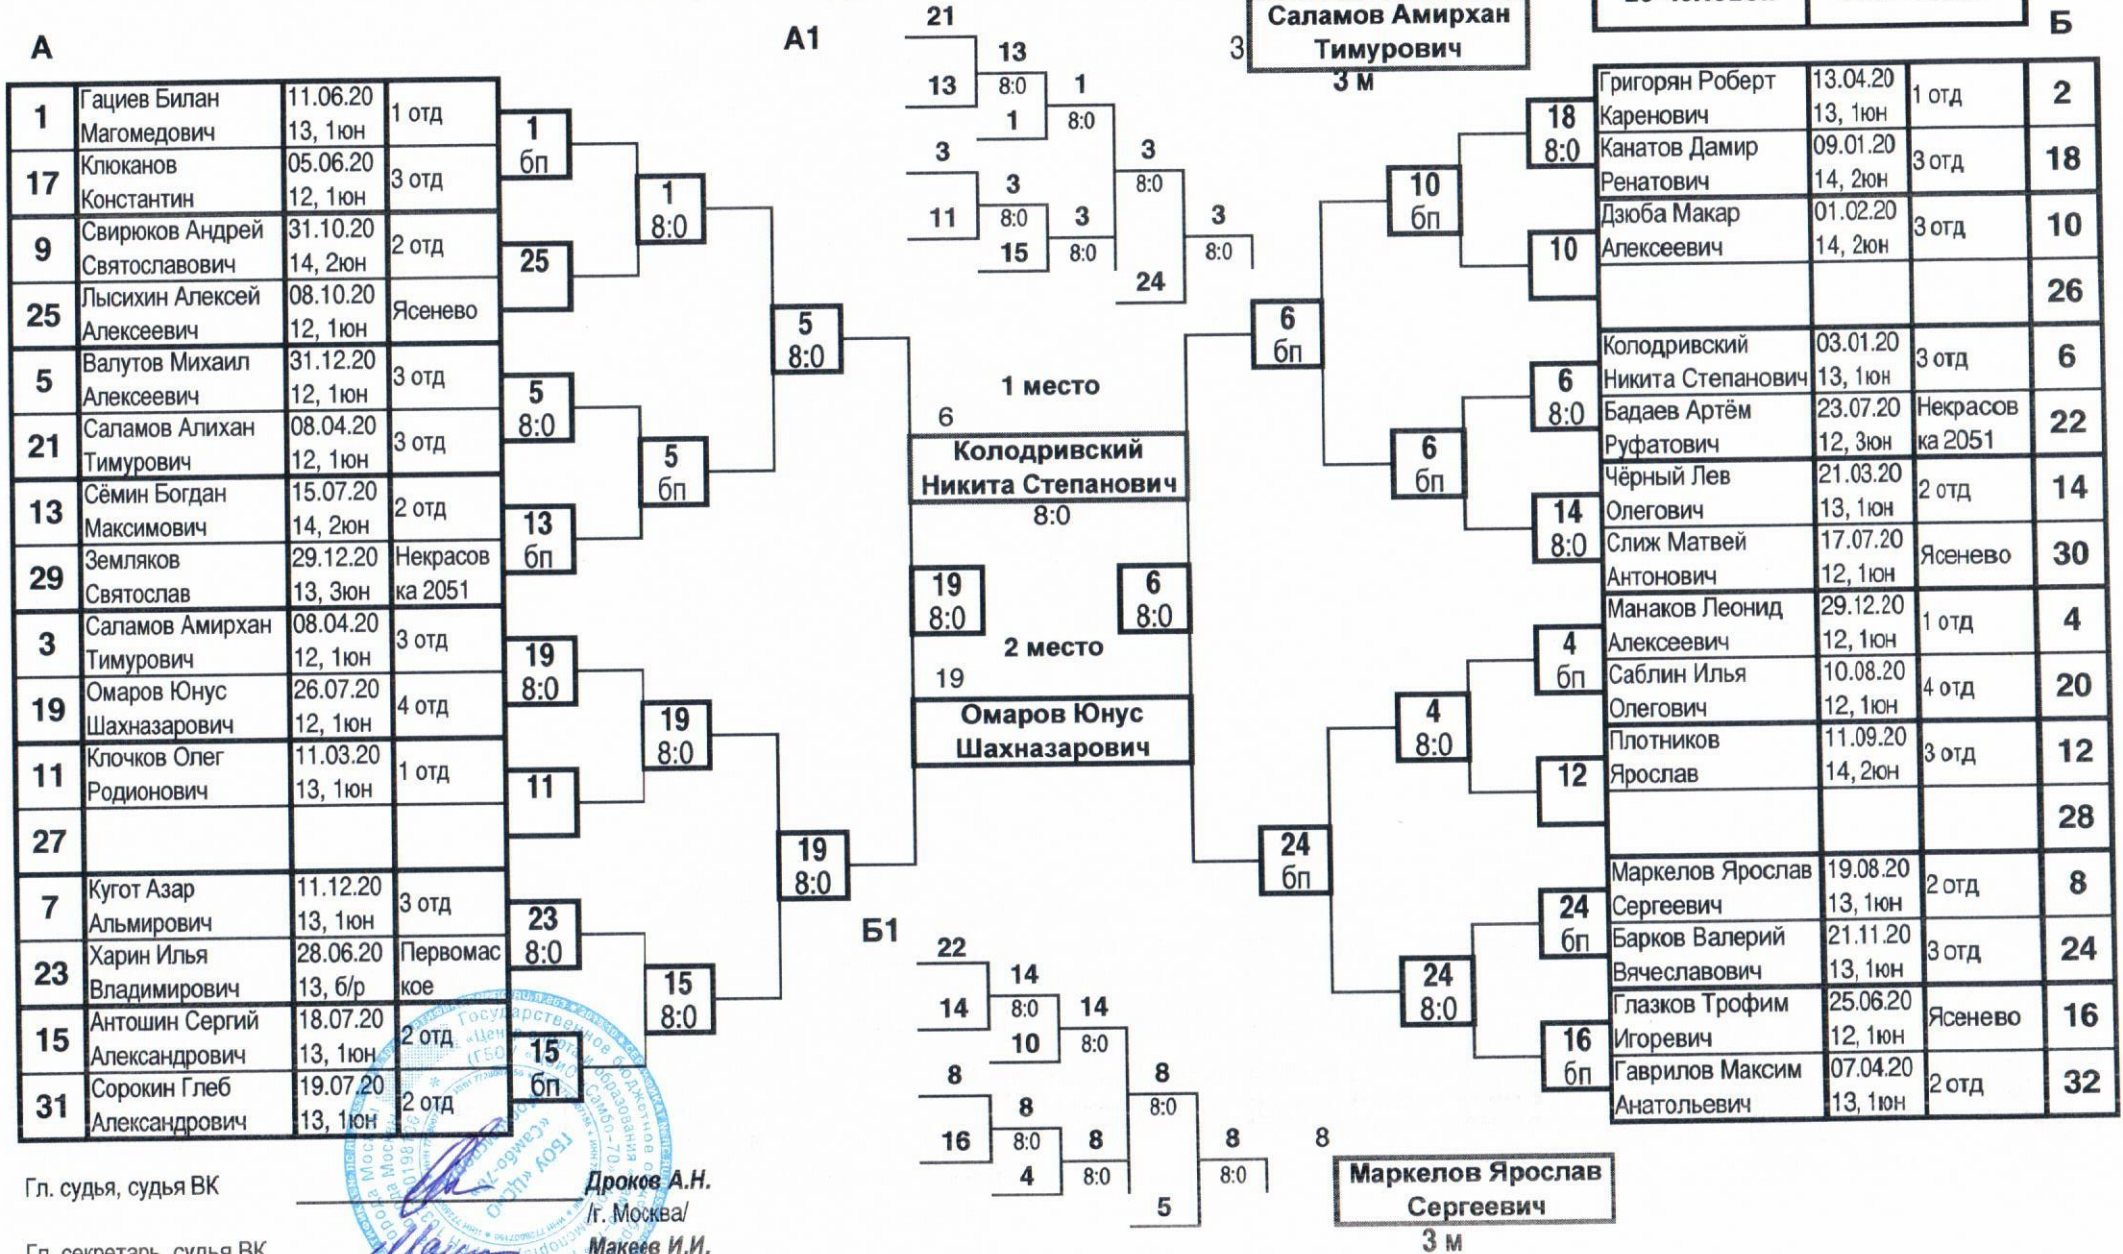 А
А1
Б
Саламов Амирхан
3 Тимурович
3 м
1 Гациев Билан 11.06.20 1 отд
Магомедович 13, 1юн
17 Клюканов 05.06.20 3 отд
Константин 12, 1юн
9 Свирюков Андрей 31.10.20 2 отд
Святославович 14, 2юн
25 Лысихин Алексей 08.10.20 Ясенево
Алексеевич 12, 1юн
5 Валутов Михаил 31.12.20 3 отд
Алексеевич 12, 1юн
21 Саламов Алихан 08.04.20 3 отд
Тимурович 12, 1юн
13 Сёмин Богдан 15.07.20 2 отд
Максимович 14, 2юн
29 Земляков 29.12.20 Некрасов
Святослав 13, 3юн ка 2051
3 Саламов Амирхан 08.04.20 3 отд
Тимурович 12, 1юн
19 Омаров Юнус 26.07.20 4 отд
Шахназарович 12, 1юн
11 Клочков Олег 11.03.20 1 отд
Родионович 13, 1юн
27
7 Кугот Азар 11.12.20 3 отд
Альмирович 13, 1юн
23 Харин Илья 28.06.20 Первомас
Владимирович 13, б/р кое
15 Антошин Сергий 18.07.20 2 отд
Александрович 13, 1юн
31 Сорокин Глеб 19.07.20 2 отд
Александрович 13, 1юн
1
бп
25
5
8:0
13
бп
19
8:0
11
23
8:0
15
бп
1
8:0
5
бп
19
8:0
15
8:0
5
8:0
19
8:0
21
13
13
8:0
1
1
8:0
3
11
3
8:0
15
3
8:0
3
8:0
24
3
8:0
1 место
6
Колодривский
Никита Степанович
8:0
19
8:0
6
8:0
2 место
19
Омаров Юнус
Шахназарович
Б1
22
14
14
8:0
10
14
8:0
8
16
8
8:0
4
8
8:0
8
8:0
5
8
8:0
8
Маркелов Ярослав
Сергеевич
3 м
6
бп
24
бп
10
бп
6
бп
4
8:0
24
8:0
18
8:0
10
6
8:0
14
8:0
4
бп
12
24
бп
16
бп
Григорян Роберт 13.04.20 1 отд 2
Каренович 13, 1юн
Канатов Дамир 09.01.20 3 отд 18
Ренатович 14, 2юн
Дзюба Макар 01.02.20 3 отд 10
Алексеевич 14, 2юн
26
Колодривский 03.01.20 3 отд 6
Никита Степанович 13, 1юн
Бадаев Артём 23.07.20 Некрасов 22
Руфатович 12, 3юн ка 2051
Чёрный Лев 21.03.20 2 отд 14
Олегович 13, 1юн
Слиж Матвей 17.07.20 Ясенево 30
Антонович 12, 1юн
Манаков Леонид 29.12.20 1 отд 4
Алексеевич 12, 1юн
Саблин Илья 10.08.20 4 отд 20
Олегович 12, 1юн
Плотников 11.09.20 3 отд 12
Ярослав 14, 2юн
28
Маркелов Ярослав 19.08.20 2 отд 8
Сергеевич 13, 1юн
Барков Валерий 21.11.20 3 отд 24
Вячеславович 13, 1юн
Глазков Трофим 25.06.20 Ясенево 16
Игоревич 12, 1юн
Гаврилов Максим 07.04.20 2 отд 32
Анатольевич 13, 1юн
Гл. судья, судья ВК
Дроков А.Н.
/г. Москва/
Гл. секретарь, судья ВК
Макеев И.И.